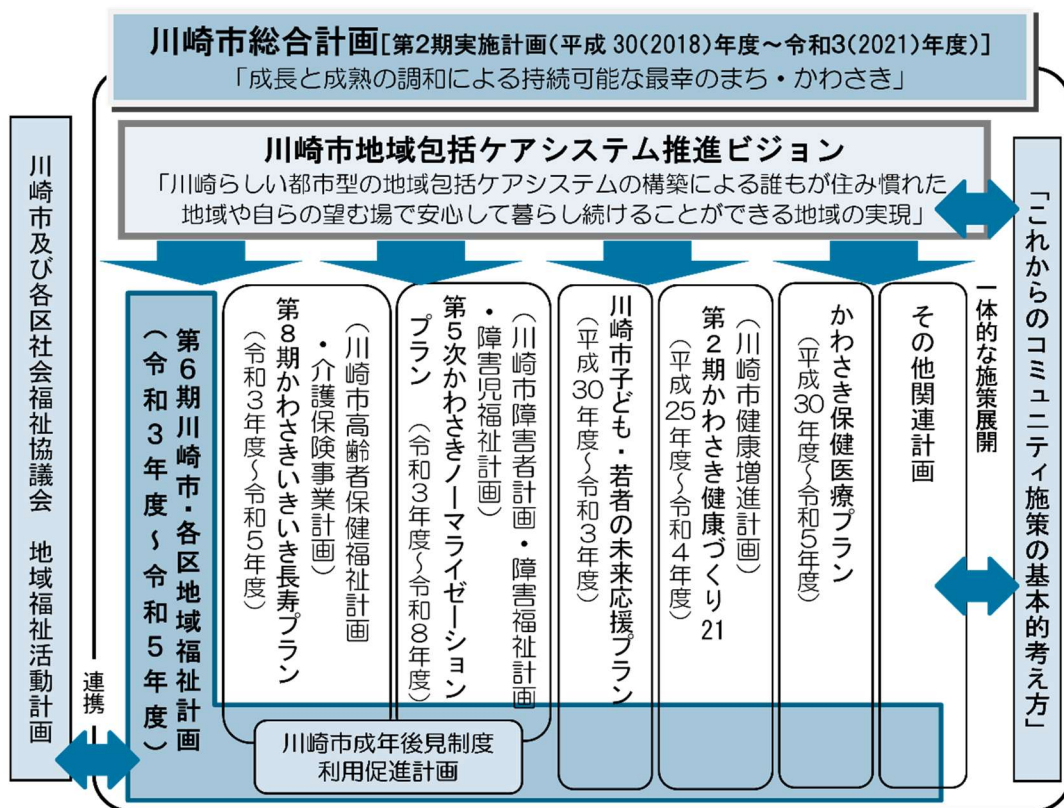 川崎市総合計画[第2期実施計画(平成30(2018)年度～令和3(2021)年度)]
「成長と成熟の調和による持続可能な最幸のまち・かわさき」
川崎市地域包括ケアシステム推進ビジョン
「川崎らしい都市型の地域包括ケアシステムの構築による誰もが住み慣れた
地域や自らの望む場で安心して暮らし続けることができる地域の実現」
川崎市及び各区社会福祉協議会　地域福祉活動計画
連携
第6期川崎市・各区地域福祉計画
（令和3年度～令和5年度）
（川崎市高齢者保健福祉計画
・介護保険事業計画）
第8期かわさきいきいき長寿プラン
（令和3年度～令和5年度）
（川崎市障害者計画・障害福祉計画
・障害児福祉計画）
第5次かわさきノーマライゼーション
プラン　（令和3年度～令和8年度）
川崎市子ども・若者の未来応援プラン
（平成30年度～令和3年度）
（川崎市健康増進計画）
第2期かわさき健康づくり21
（平成25年度～令和4年度）
かわさき保健医療プラン
（平成30年度～令和5年度）
その他関連計画
川崎市成年後見制度
利用促進計画
一体的な施策展開
「これからのコミュニティ施策の基本的考え方」